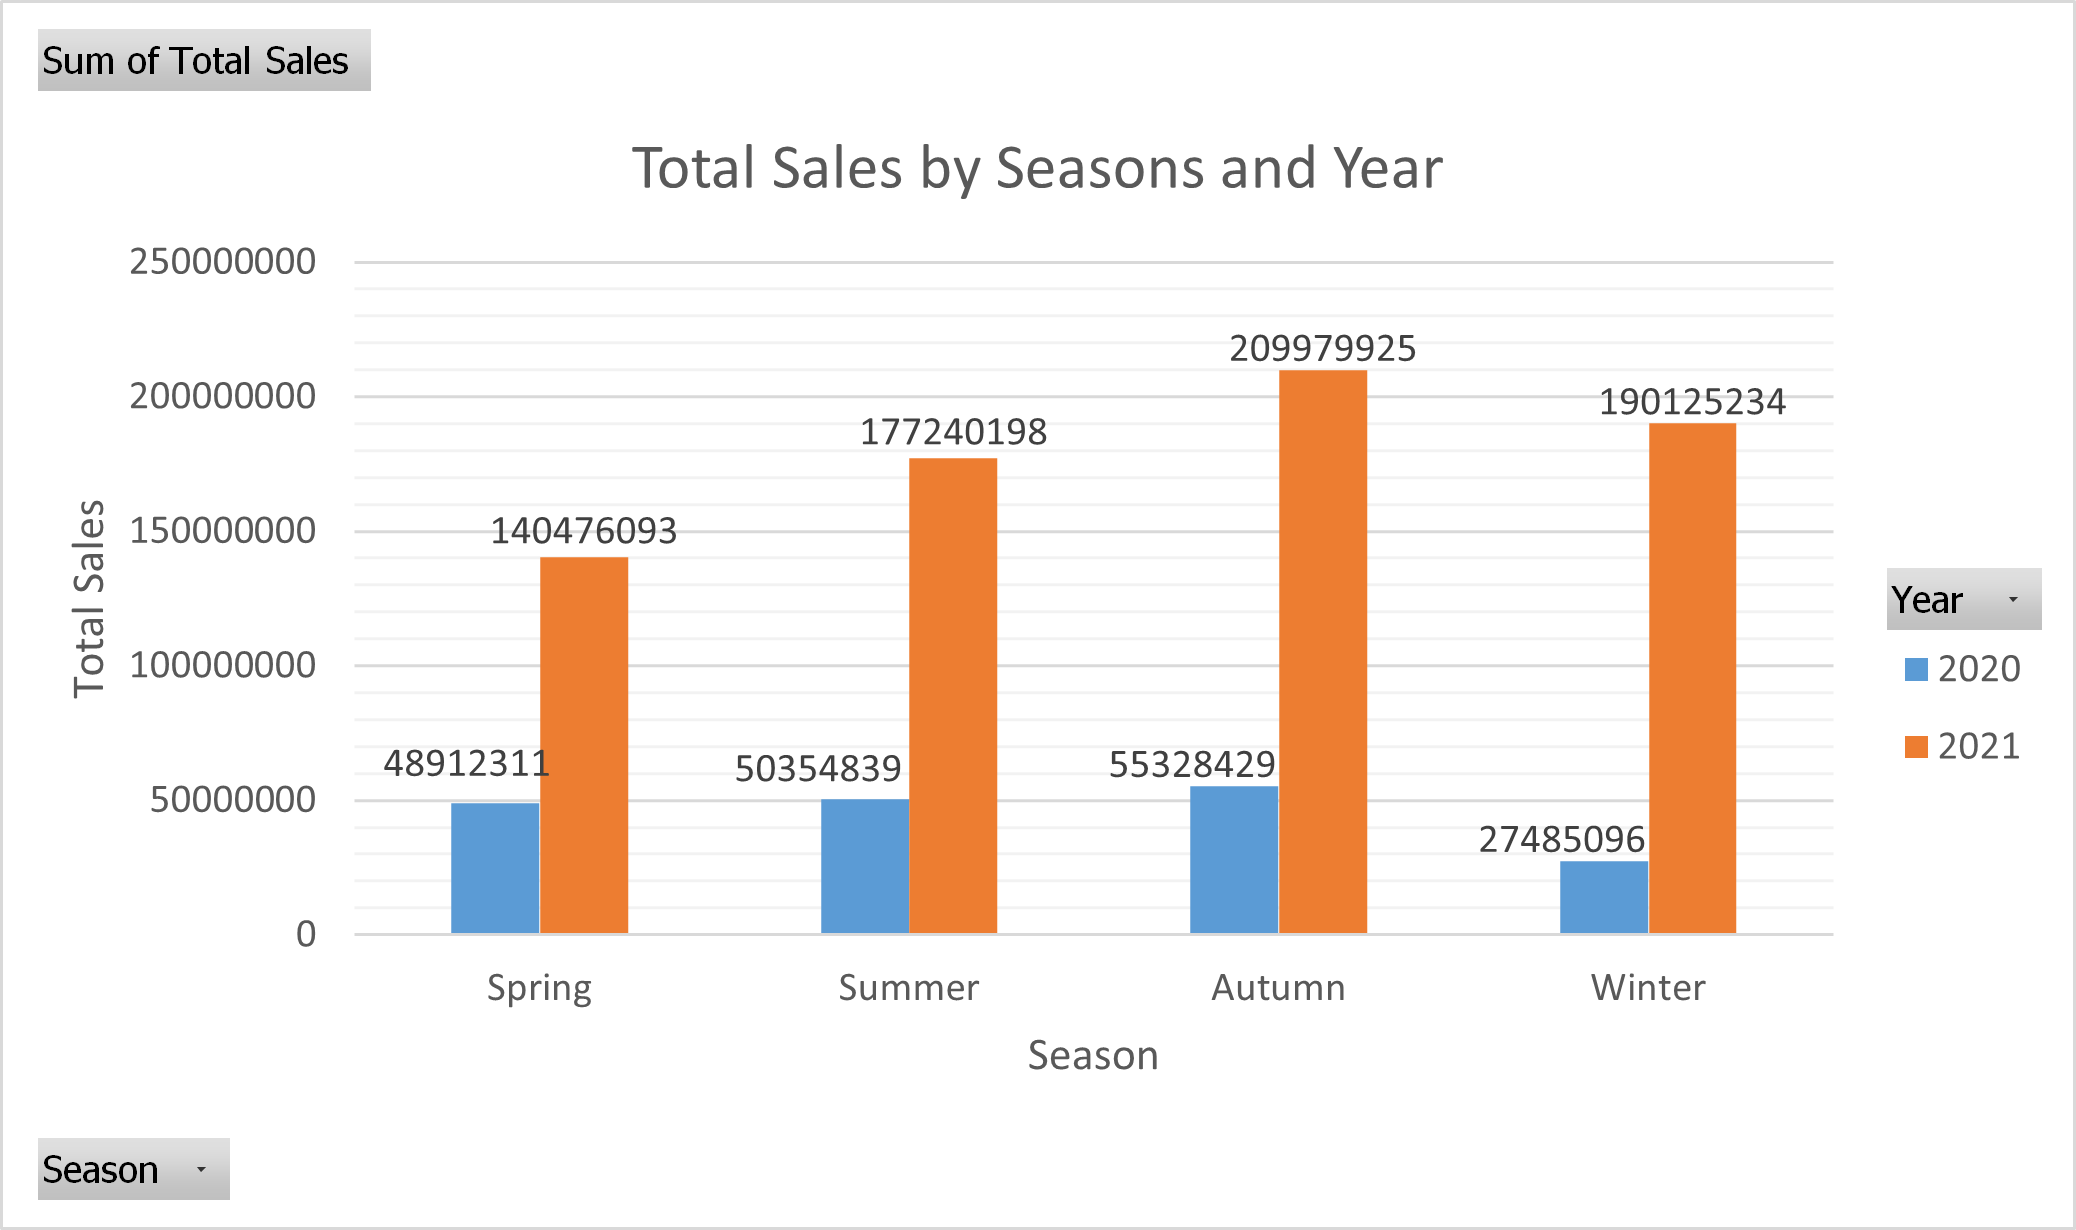 Sum of Total Sales
Total Sales by Seasons and Year
250000000
200000000
150000000
100000000
50000000
0
Total Sales
48912311
140476093
50354839
177240198
55328429
209979925
27485096
190125234
Spring
Summer
Autumn
Winter
Season
Year
2020
2021
Season